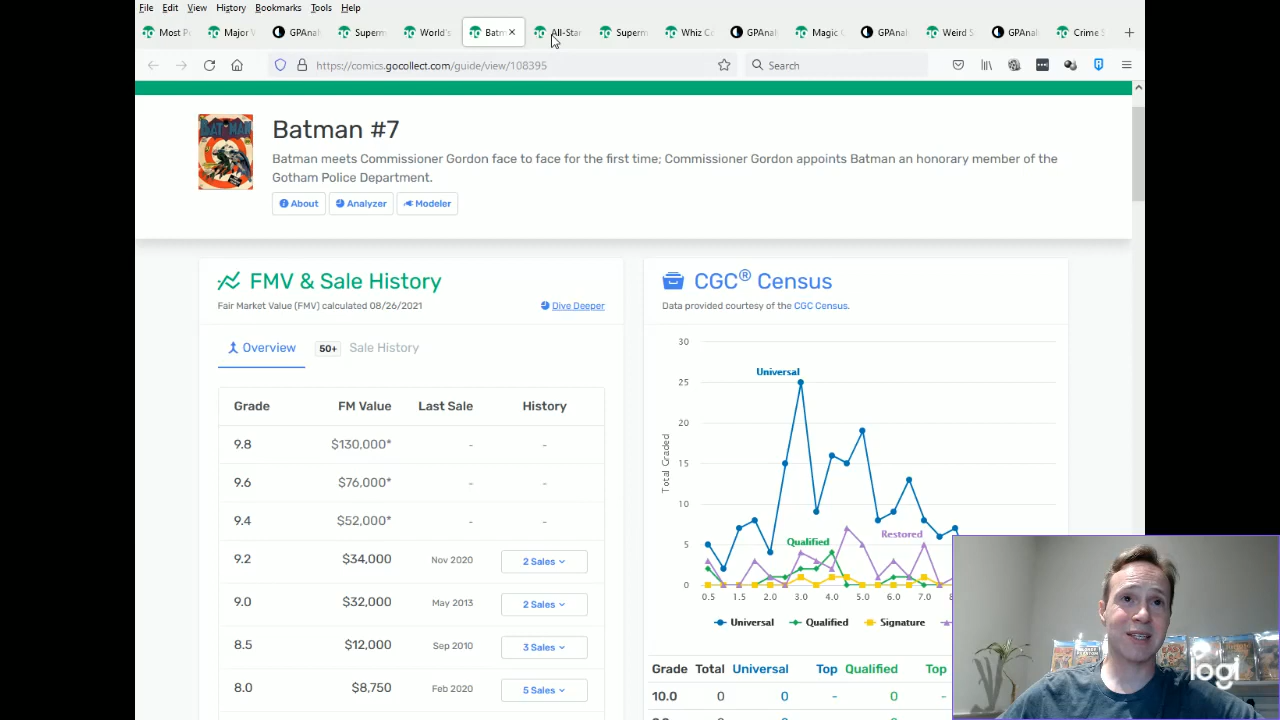 File Edit View History Bookmarks Tools Help
Most P Major GPAnal Superm World's Batm All-Star Superm Whiz Co GPAnal Magic GPAnal Weird S GPAnal Crime S
https://comics.gocollect.com/guide/view/108395 Search
Batman #7
Batman meets Commissioner Gordon face to face for the first time; Commissioner Gordon appoints Batman an honorary member of the
Gotham Police Department.
About Analyzer Modeler
FMV & Sale History
Fair Market Value (FMV) calculated 08/26/2021 Dive Deeper
Overview 50+ Sale History
Grade FM Value Last Sale History
9.8 $130,000* - -
9.6 $76,000* - -
9.4 $52,000* - -
9.2 $34,000 Nov 2020 2 Sales
9.0 $32,000 May 2013 2 Sales
8.5 $12,000 Sep 2010 3 Sales
8.0 $8,750 Feb 2020 5 Sales
CGC® Census
Data provided courtesy of the CGC Census.
30
25
20
15
10
5
0
Total Graded
Universal
Qualified
Restored
0.5 1.5 2.0 3.0 4.0 5.0 6.0 7.0
Universal Qualified Signature
Grade Total Universal Top Qualified Top
10.0 0 0 - 0 -
logi